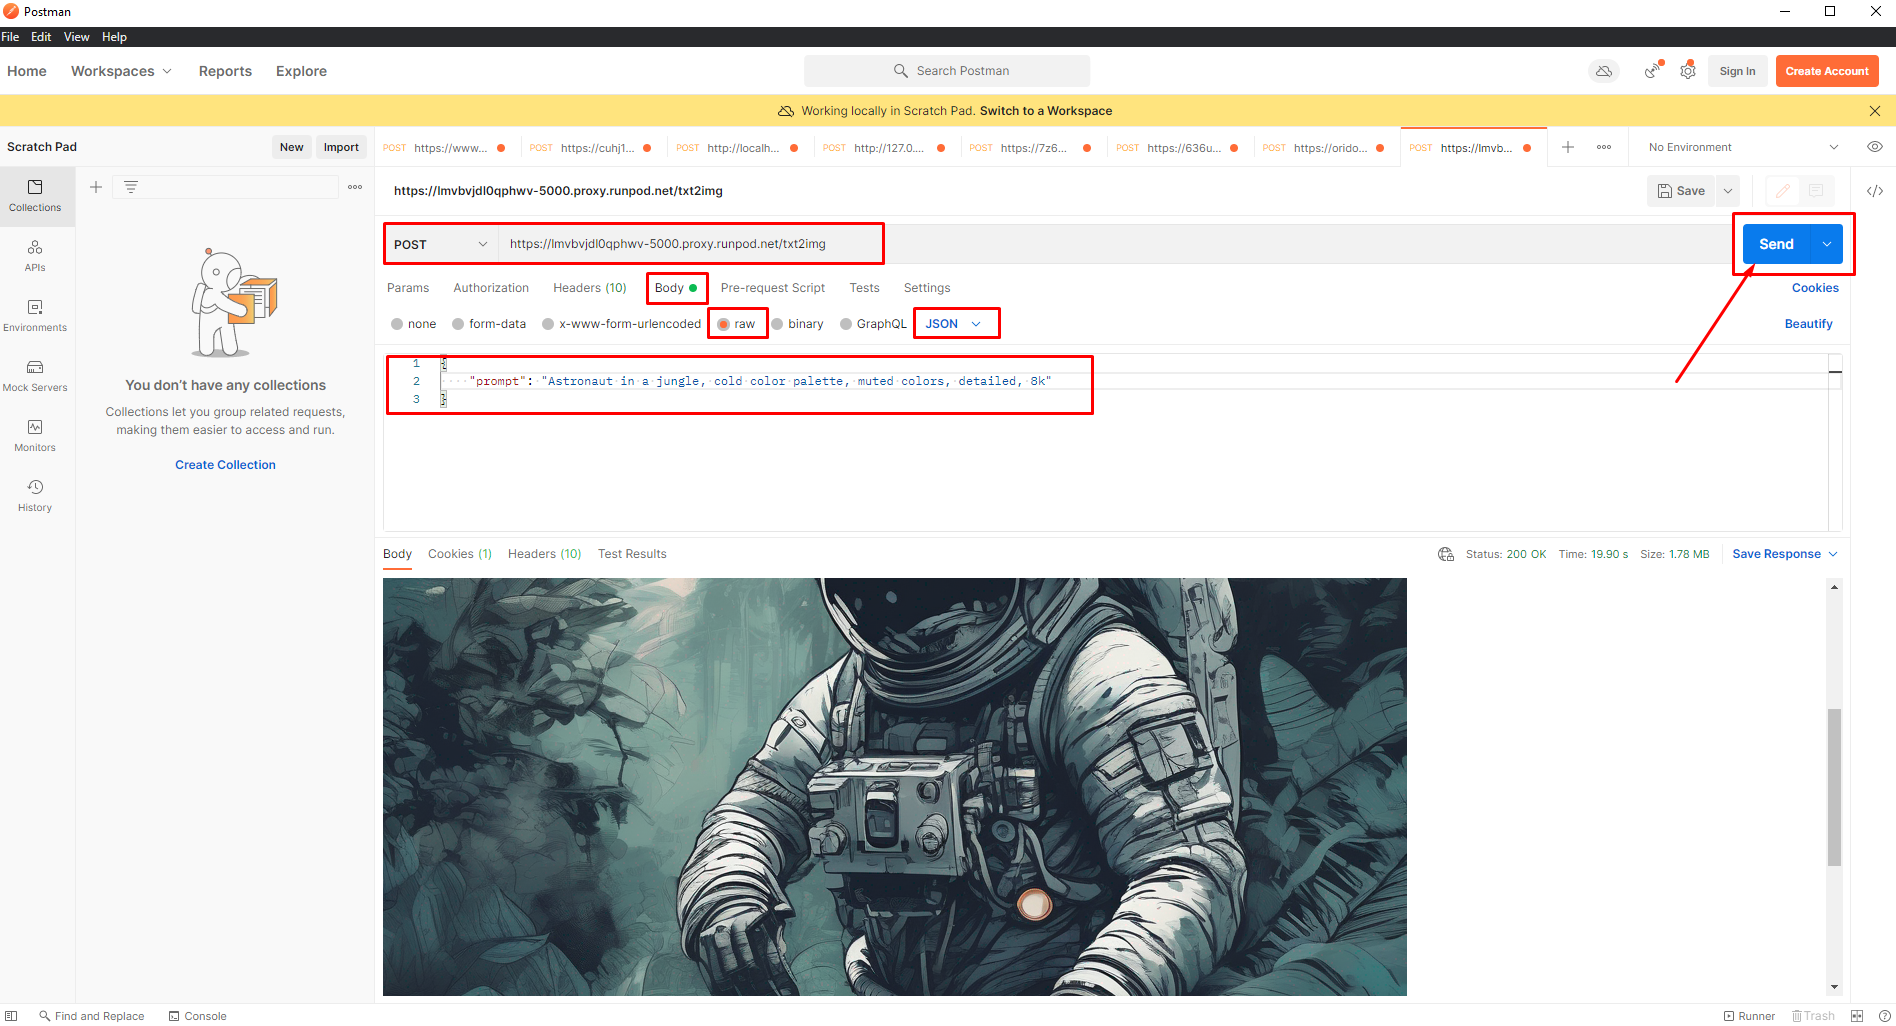 Postman
File Edit View Help
Home Workspaces Reports Explore Search Postman Sign In Create Account
Working locally in Scratch Pad. Switch to a Workspace
Scratch Pad New Import
POST https://www... POST https://cuhj1... POST http://localh... POST http://127.0.... POST https://7z6... POST https://636u... POST https://orido... POST https://lmvb... No Environment
Collections
APIs
Environments
Mock Servers
Monitors
History
You don't have any collections
Collections let you group related requests,
making them easier to access and run.
Create Collection
https://lmvbvjdl0qphwv-5000.proxy.runpod.net/txt2img Save
POST https://lmvbvjdl0qphwv-5000.proxy.runpod.net/txt2img Send
Params Authorization Headers (10) Body Pre-request Script Tests Settings Cookies
none form-data x-www-form-urlencoded raw binary GraphQL JSON Beautify
1 {
2 "prompt": "Astronaut in a jungle, cold color palette, muted colors, detailed, 8k"
3 }
Body Cookies (1) Headers (10) Test Results Status: 200 OK Time: 19.90 s Size: 1.78 MB Save Response
Find and Replace Console Runner Trash